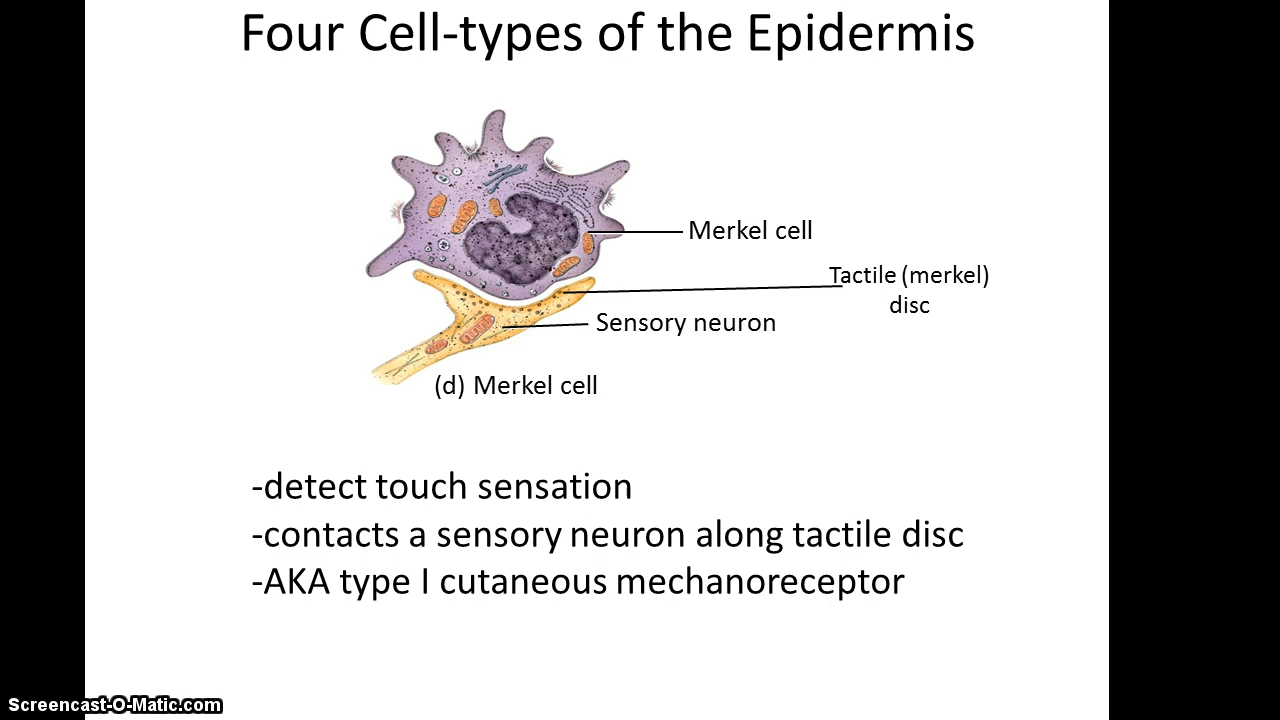 Four Cell-types of the Epidermis
Merkel cell
Tactile (merkel)
disc
Sensory neuron
(d) Merkel cell
-detect touch sensation
-contacts a sensory neuron along tactile disc
-AKA type I cutaneous mechanoreceptor
Screencast-O-Matic.com